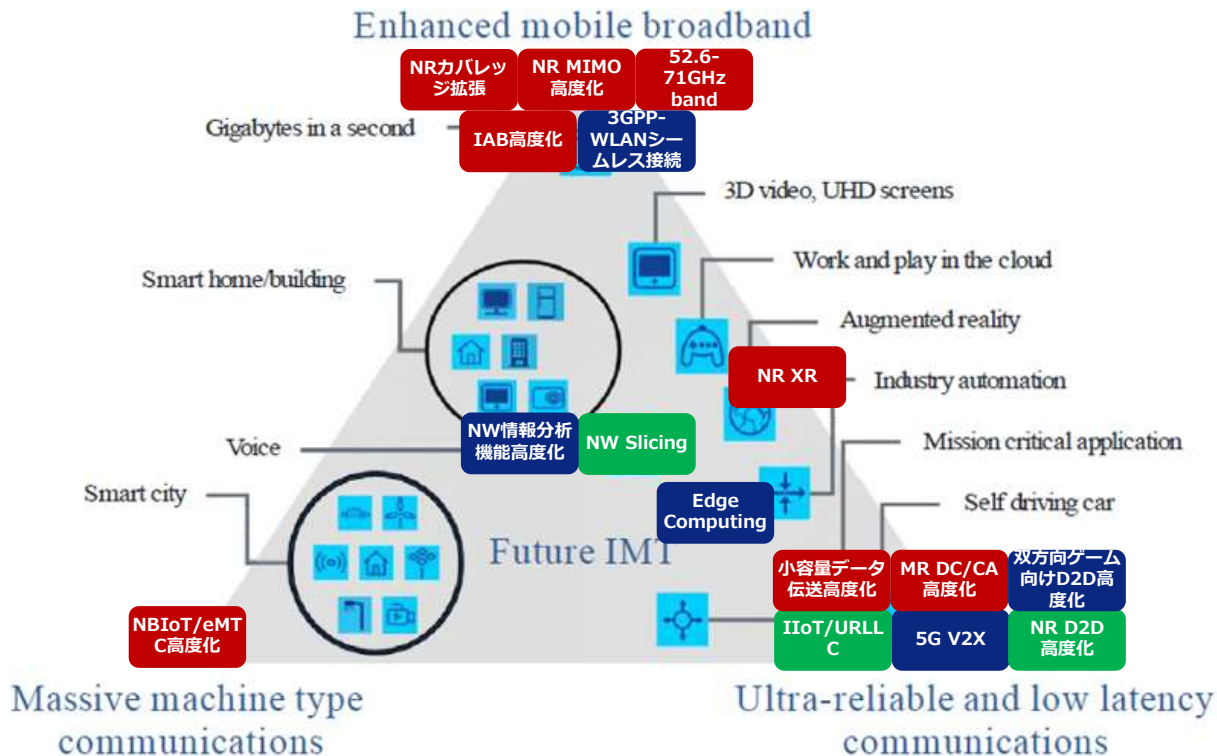 Enhanced mobile broadband
NRカバレッ
ジ拡張
NR MIMO
高度化
52.6-
71GHz
band
Gigabytes in a second
IAB高度化
3GPP-
WLANシー
ムレス接続
3D video, UHD screens
Work and play in the cloud
Smart home/building
Augmented reality
NR XR
Industry automation
Voice
NW情報分析
機能高度化
NW Slicing
Mission critical application
Smart city
Edge
Computing
Self driving car
Future IMT
小容量データ
伝送高度化
MR DC/CA
高度化
双方向ゲーム
向けD2D高
度化
NBIoT/eMT
C高度化
IIoT/URLL
C
5G V2X
NR D2D
高度化
Massive machine type
communications
Ultra-reliable and low latency
communications